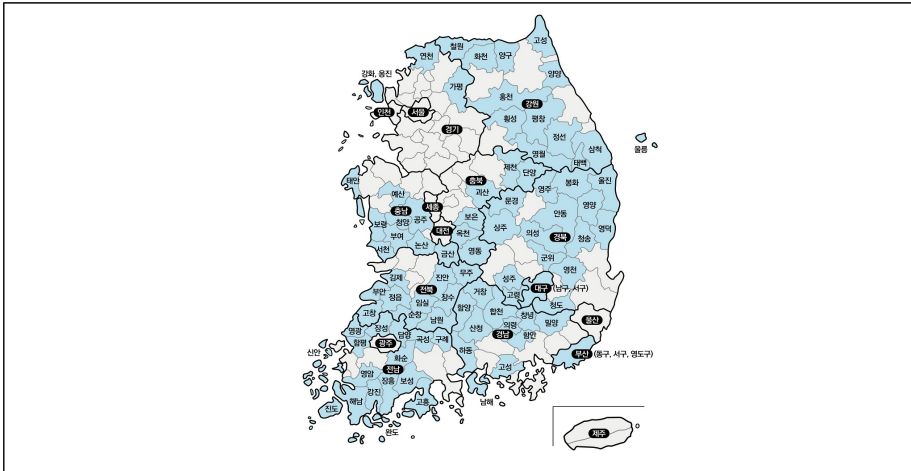 고성
철원
연천
화천
양구
양양
강화, 옹진
가평
홍천
강원
인천
서울
경기
횡성
평창
정선
울릉
삼척
영월
태백
제천
단양
태안
충북
영주
봉화
울진
예산
괴산
문경
영양
충남
세종
안동
보령
청양
공주
보은
상주
대전
의성
경북
청송
영덕
부여
옥천
서천
논산
금산
영동
군위
영천
무주
김제
진안
성주
대구 (남구, 서구)
부안
전북
거창
고령
청도
정읍
임실
장수
함양
합천
창녕
고창
순창
남원
산청
의령
밀양
울산
영광
장성
담양
경남
함안
함평
광주
곡성
구례
신안
화순
하동
부산 (동구, 서구, 영도구)
전남
고성
영암
장흥
보성
강진
해남
고흥
남해
진도
완도
제주